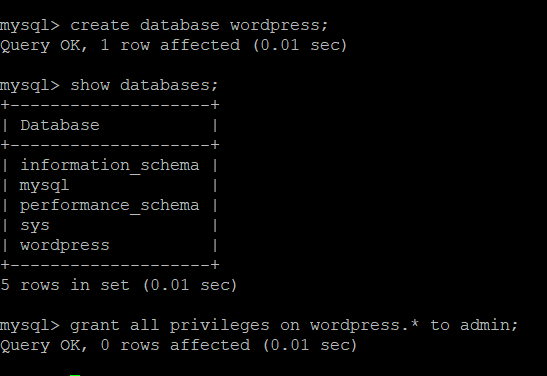 mysql> create database wordpress;
Query OK, 1 row affected (0.01 sec)
mysql> show databases;
+--------------------+
| Database           |
+--------------------+
| information_schema |
| mysql              |
| performance_schema |
| sys                |
| wordpress          |
+--------------------+
5 rows in set (0.01 sec)
mysql> grant all privileges on wordpress.* to admin;
Query OK, 0 rows affected (0.01 sec)